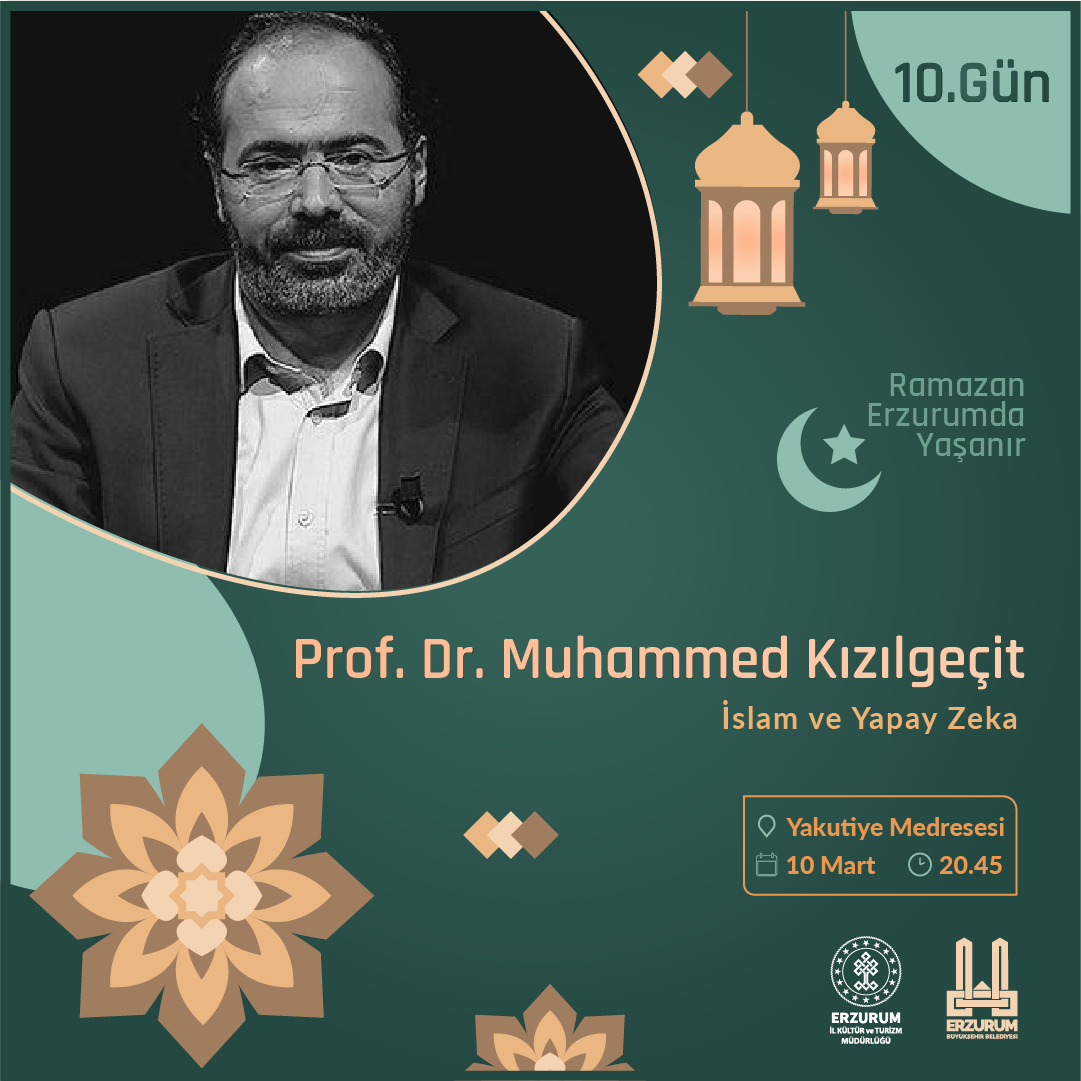 10.Gün
Ramazan
Erzurumda
Yaşanır
Prof. Dr. Muhammed Kızılgeçit
İslam ve Yapay Zeka
Yakutiye Medresesi
10 Mart 20.45
ERZURUM
İL KÜLTÜR ve TURİZM
MÜDÜRLÜĞÜ
ERZURUM
BÜYÜKŞEHİR BELEDİYESİ